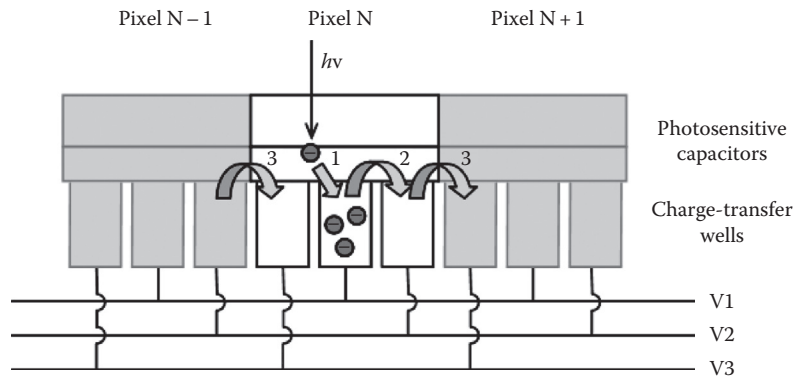 Pixel N – 1 Pixel N Pixel N + 1
hν
Photosensitive
capacitors
3 1 2 3
Charge-transfer
wells
V1
V2
V3